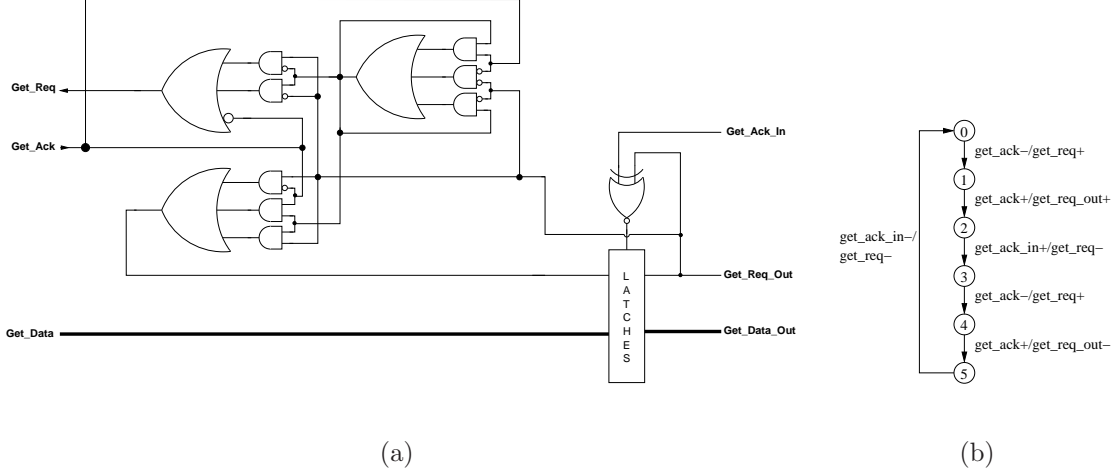 Get_Req
Get_Ack
Get_Ack_In
Get_Req_Out
Get_Data
Get_Data_Out
LATCHES
0
get_ack−/get_req+
1
get_ack+/get_req_out+
2
get_ack_in+/get_req−
3
get_ack−/get_req+
4
get_ack+/get_req_out−
5
get_ack_in−/
get_req−
(a)
(b)